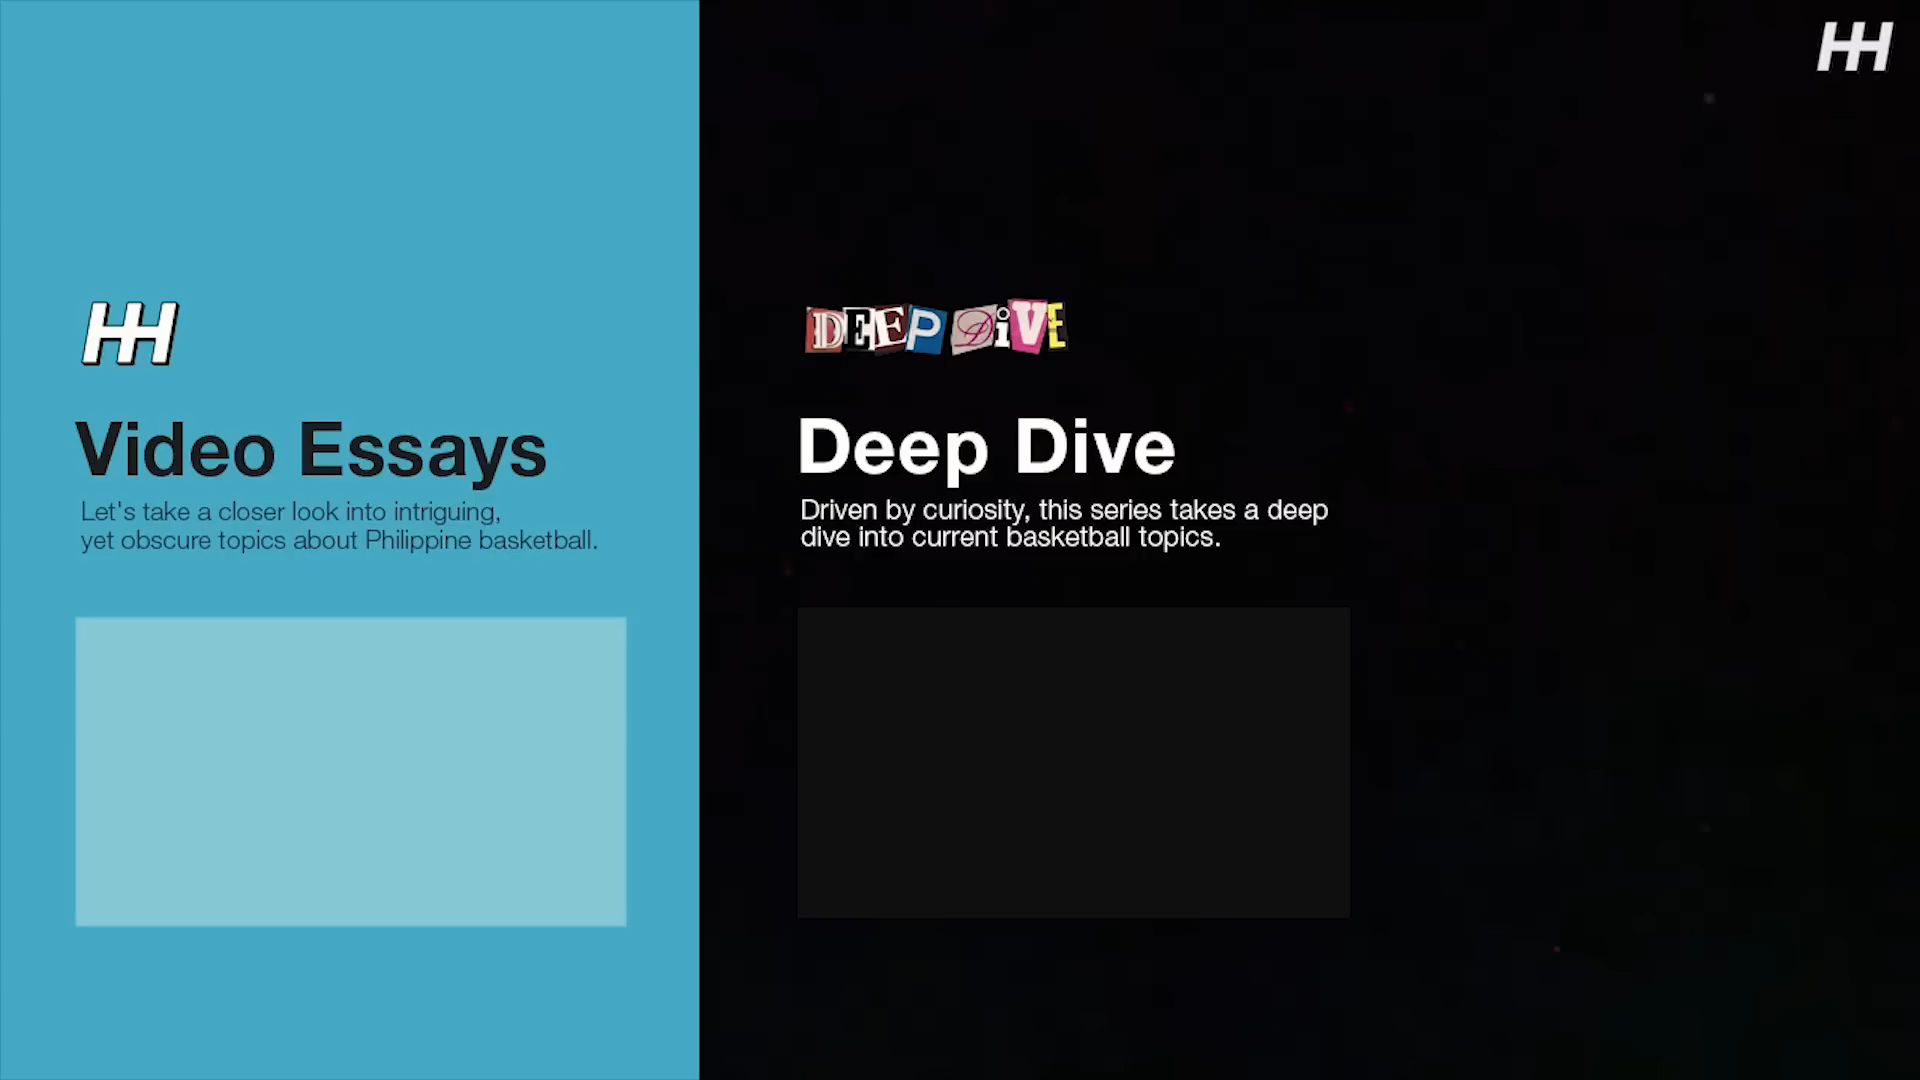 HH
HH
Video Essays
Let's take a closer look into intriguing,
yet obscure topics about Philippine basketball.
DEEP DiVE
Deep Dive
Driven by curiosity, this series takes a deep
dive into current basketball topics.